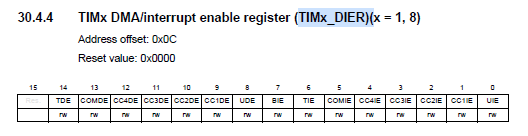 30.4.4 TIMx DMA/interrupt enable register (TIMx_DIER)(x = 1, 8)
Address offset: 0x0C
Reset value: 0x0000
15 14 13 12 11 10 9 8 7 6 5 4 3 2 1 0
Res. TDE COMDE CC4DE CC3DE CC2DE CC1DE UDE BIE TIE COMIE CC4IE CC3IE CC2IE CC1IE UIE
rw rw rw rw rw rw rw rw rw rw rw rw rw rw rw